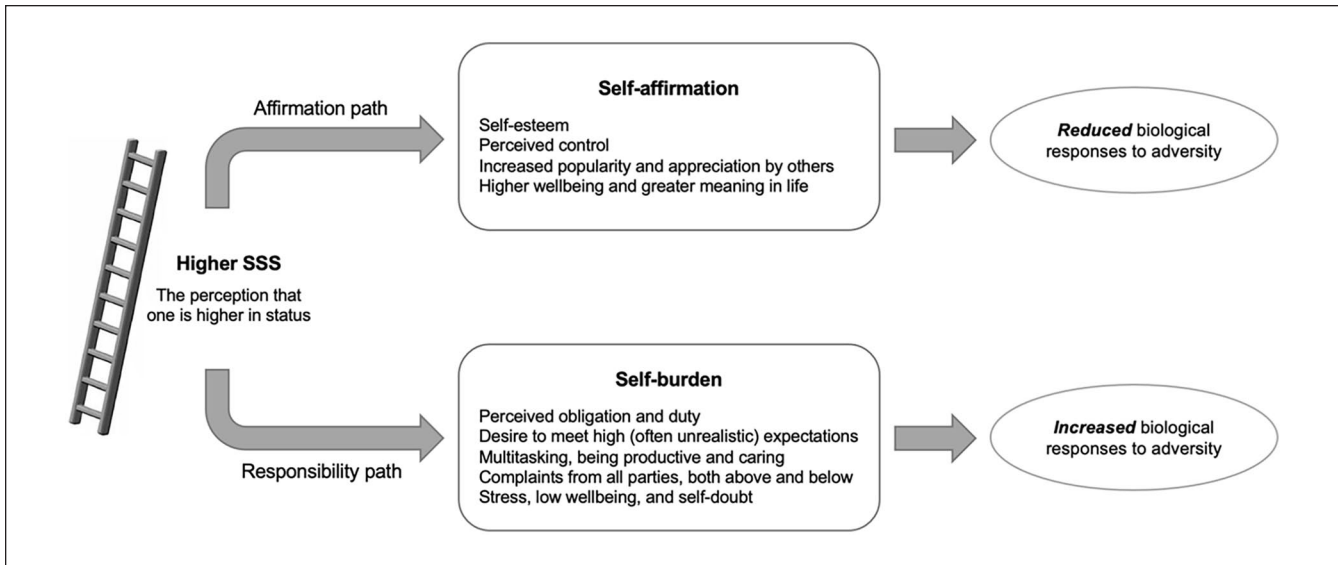 Affirmation path
Self-affirmation
Self-esteem
Perceived control
Increased popularity and appreciation by others
Higher wellbeing and greater meaning in life
Reduced biological
responses to adversity
Higher SSS
The perception that
one is higher in status
Responsibility path
Self-burden
Perceived obligation and duty
Desire to meet high (often unrealistic) expectations
Multitasking, being productive and caring
Complaints from all parties, both above and below
Stress, low wellbeing, and self-doubt
Increased biological
responses to adversity